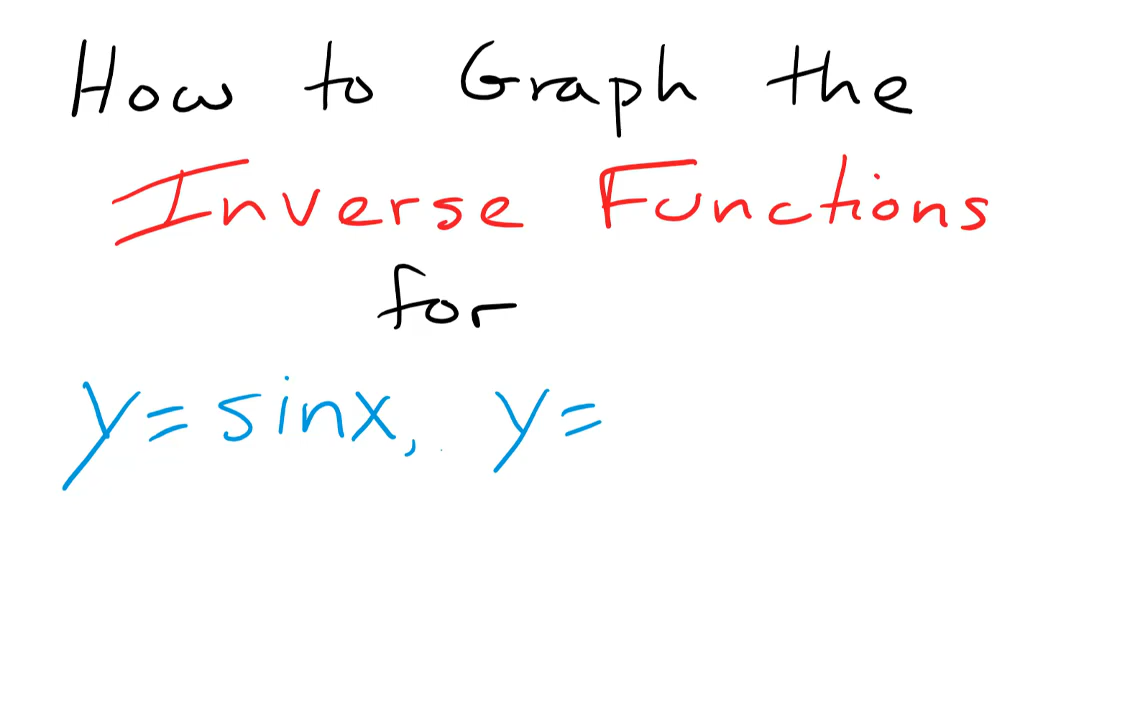 How to Graph the
Inverse Functions
for
y = sinx, y =